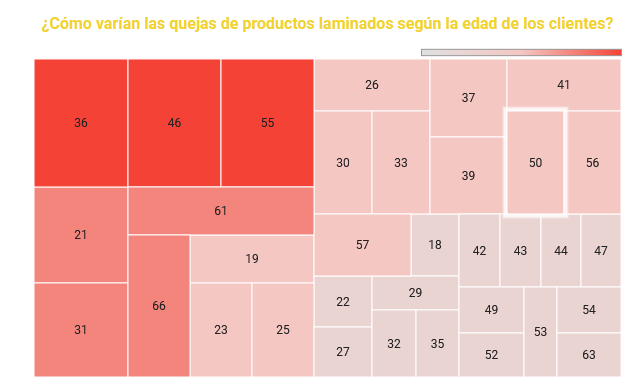 ¿Cómo varían las quejas de productos laminados según la edad de los clientes?
36 46 55 26 37 41
30 33 39 50 56
21 61
19
57 18 42 43 44 47
31 66 23 25
22 29 49 54
27 32 35 52 53 63